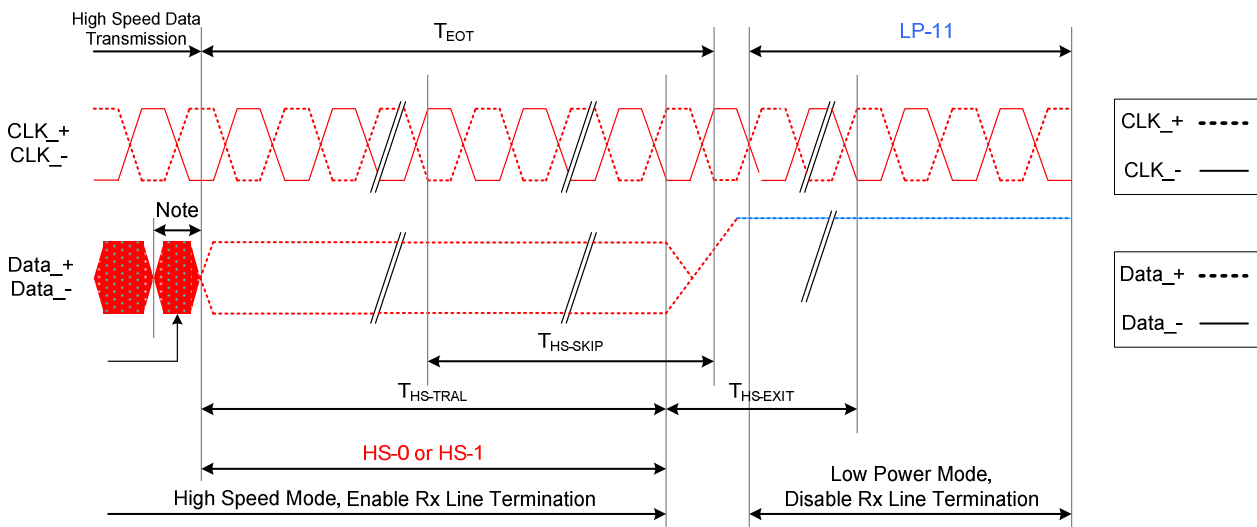 High Speed Data
Transmission
TEOT
LP-11
CLK_+
CLK_-
CLK_+
CLK_-
Note
Data_+
Data_-
Data_+
Data_-
THS-SKIP
THS-TRAL
THS-EXIT
HS-0 or HS-1
High Speed Mode, Enable Rx Line Termination
Low Power Mode,
Disable Rx Line Termination